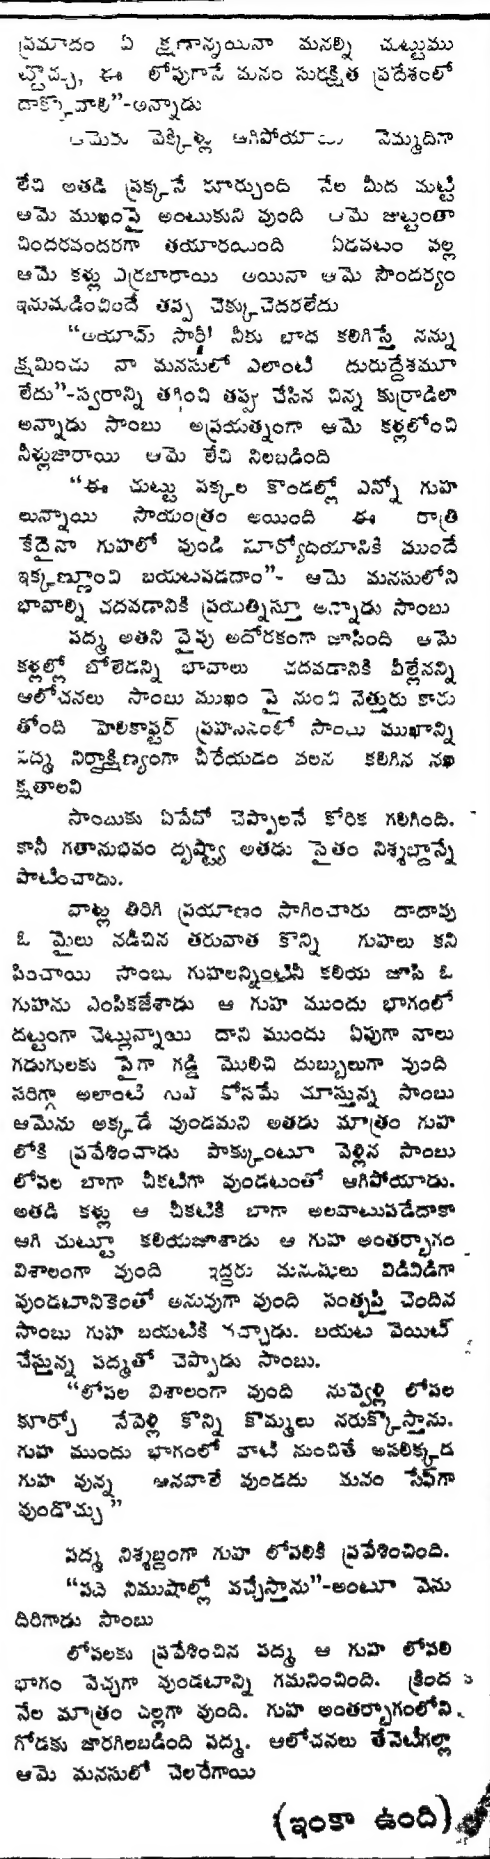 ప్రమాదం ఏ క్షణాన్నయినా మనల్ని చుట్టుము
ట్టొచ్చు, ఈ లోపుగానే మనం సురక్షిత ప్రదేశంలో
దాక్కోవాలి"-అన్నాడు
ఆమెకు వెక్కిళ్లు ఆగిపోయాయి నెమ్మదిగా
లేచి అతడి ప్రక్కనే కూర్చుంది నేల మీద మట్టి
ఆమె ముఖంపై అంటుకుని వుంది ఆమె జుట్టంతా
చిందరవందరగా తయారయింది ఏడవటం వల్ల
ఆమె కళ్లు ఎర్రబారాయి అయినా ఆమె సౌందర్యం
ఇనుమడించిందే తప్ప చెక్కుచెదరలేదు
"అయామ్ సారీ! నీకు బాధ కలిగిస్తే నన్ను
క్షమించు నా మనసులో ఎలాంటి దురుద్దేశమూ
లేదు"-స్వరాన్ని తగ్గించి తప్పు చేసిన చిన్న కుర్రాడిలా
అన్నాడు సాంబు అప్రయత్నంగా ఆమె కళ్లలోంచి
నీళ్లుజారాయి ఆమె లేచి నిలబడింది
"ఈ చుట్టు పక్కల కొండల్లో ఎన్నో గుహ
లున్నాయి సాయంత్రం అయింది ఈ రాత్రి
కేదైనా గుహలో వుండి సూర్యోదయానికి ముందే
ఇక్కణ్ణుంచి బయటపడదాం"- ఆమె మనసులోని
భావాల్ని చదవడానికి ప్రయత్నిస్తూ అన్నాడు సాంబు
పద్మ అతని వైపు అదోరకంగా జూసింది ఆమె
కళ్లల్లో బోలెడన్ని భావాలు చదవడానికి వీల్లేనన్ని
ఆలోచనలు సాంబు ముఖం పై నుంచి నెత్తురు కారు
తోంది హెలికాప్టర్ ప్రహసనంలో సాంబు ముఖాన్ని
పద్మ నిర్దాక్షిణ్యంగా చీరేయడం వలన కలిగిన నఖ
క్షతాలవి
సాంబుకు ఏవేవో చెప్పాలనే కోరిక గలిగింది.
కానీ గతానుభవం దృష్ట్యా అతడు సైతం నిశ్శబ్దాన్నే
పాటించాడు.
వాళ్లు తిరిగి ప్రయాణం సాగించారు దాదాపు
ఓ మైలు నడిచిన తరువాత కొన్ని గుహలు కని
పించాయి సాంబు గుహలన్నింటినీ కలియ జూసి ఓ
గుహను ఎంపికజేశాడు ఆ గుహ ముందు భాగంలో
దట్టంగా చెట్లున్నాయి దాని ముందు ఏపుగా నాలు
గడుగులకు పైగా గడ్డి మొలిచి దుబ్బులుగా వుంది
సరిగ్గా అలాంటి గుహ కోసమే చూస్తున్న సాంబు
ఆమెను అక్కడే వుండమని అతడు మాత్రం గుహ
లోకి ప్రవేశించాడు పాక్కుంటూ వెళ్లిన సాంబు
లోపల బాగా చీకటిగా వుండటంతో ఆగిపోయాడు.
అతడి కళ్లు ఆ చీకటికి బాగా అలవాటుపడేదాకా
ఆగి చుట్టూ కలియజూశాడు ఆ గుహ అంతర్భాగం
విశాలంగా వుంది ఇద్దరు మనుషులు విడివిడిగా
వుండటానికెంతో అనువుగా వుంది సంతృప్తి చెందిన
సాంబు గుహ బయటికి వచ్చాడు. బయట వెయిట్
చేస్తున్న పద్మతో చెప్పాడు సాంబు.
"లోపల విశాలంగా వుంది నువ్వెళ్లి లోపల
కూర్చో నేవెళ్లి కొన్ని కొమ్మలు నరుక్కొస్తాను.
గుహ ముందు భాగంలో వాటి నుంచితే అసలిక్కడ
గుహ వున్న ఆనవాలే వుండదు మనం సేఫ్‌గా
వుండొచ్చు"
పద్మ నిశ్శబ్దంగా గుహ లోపలికి ప్రవేశించింది.
"పది నిముషాల్లో వచ్చేస్తాను"-అంటూ వెను
దిరిగాడు సాంబు
లోపలకు ప్రవేశించిన పద్మ ఆ గుహ లోపలి
భాగం వెచ్చగా వుండటాన్ని గమనించింది. క్రింద
నేల మాత్రం చల్లగా వుంది. గుహ అంతర్భాగంలోని
గోడకు జారగిలబడింది పద్మ. ఆలోచనలు తేనెటీగల్లా
ఆమె మనసులో చెలరేగాయి
(ఇంకా ఉంది)